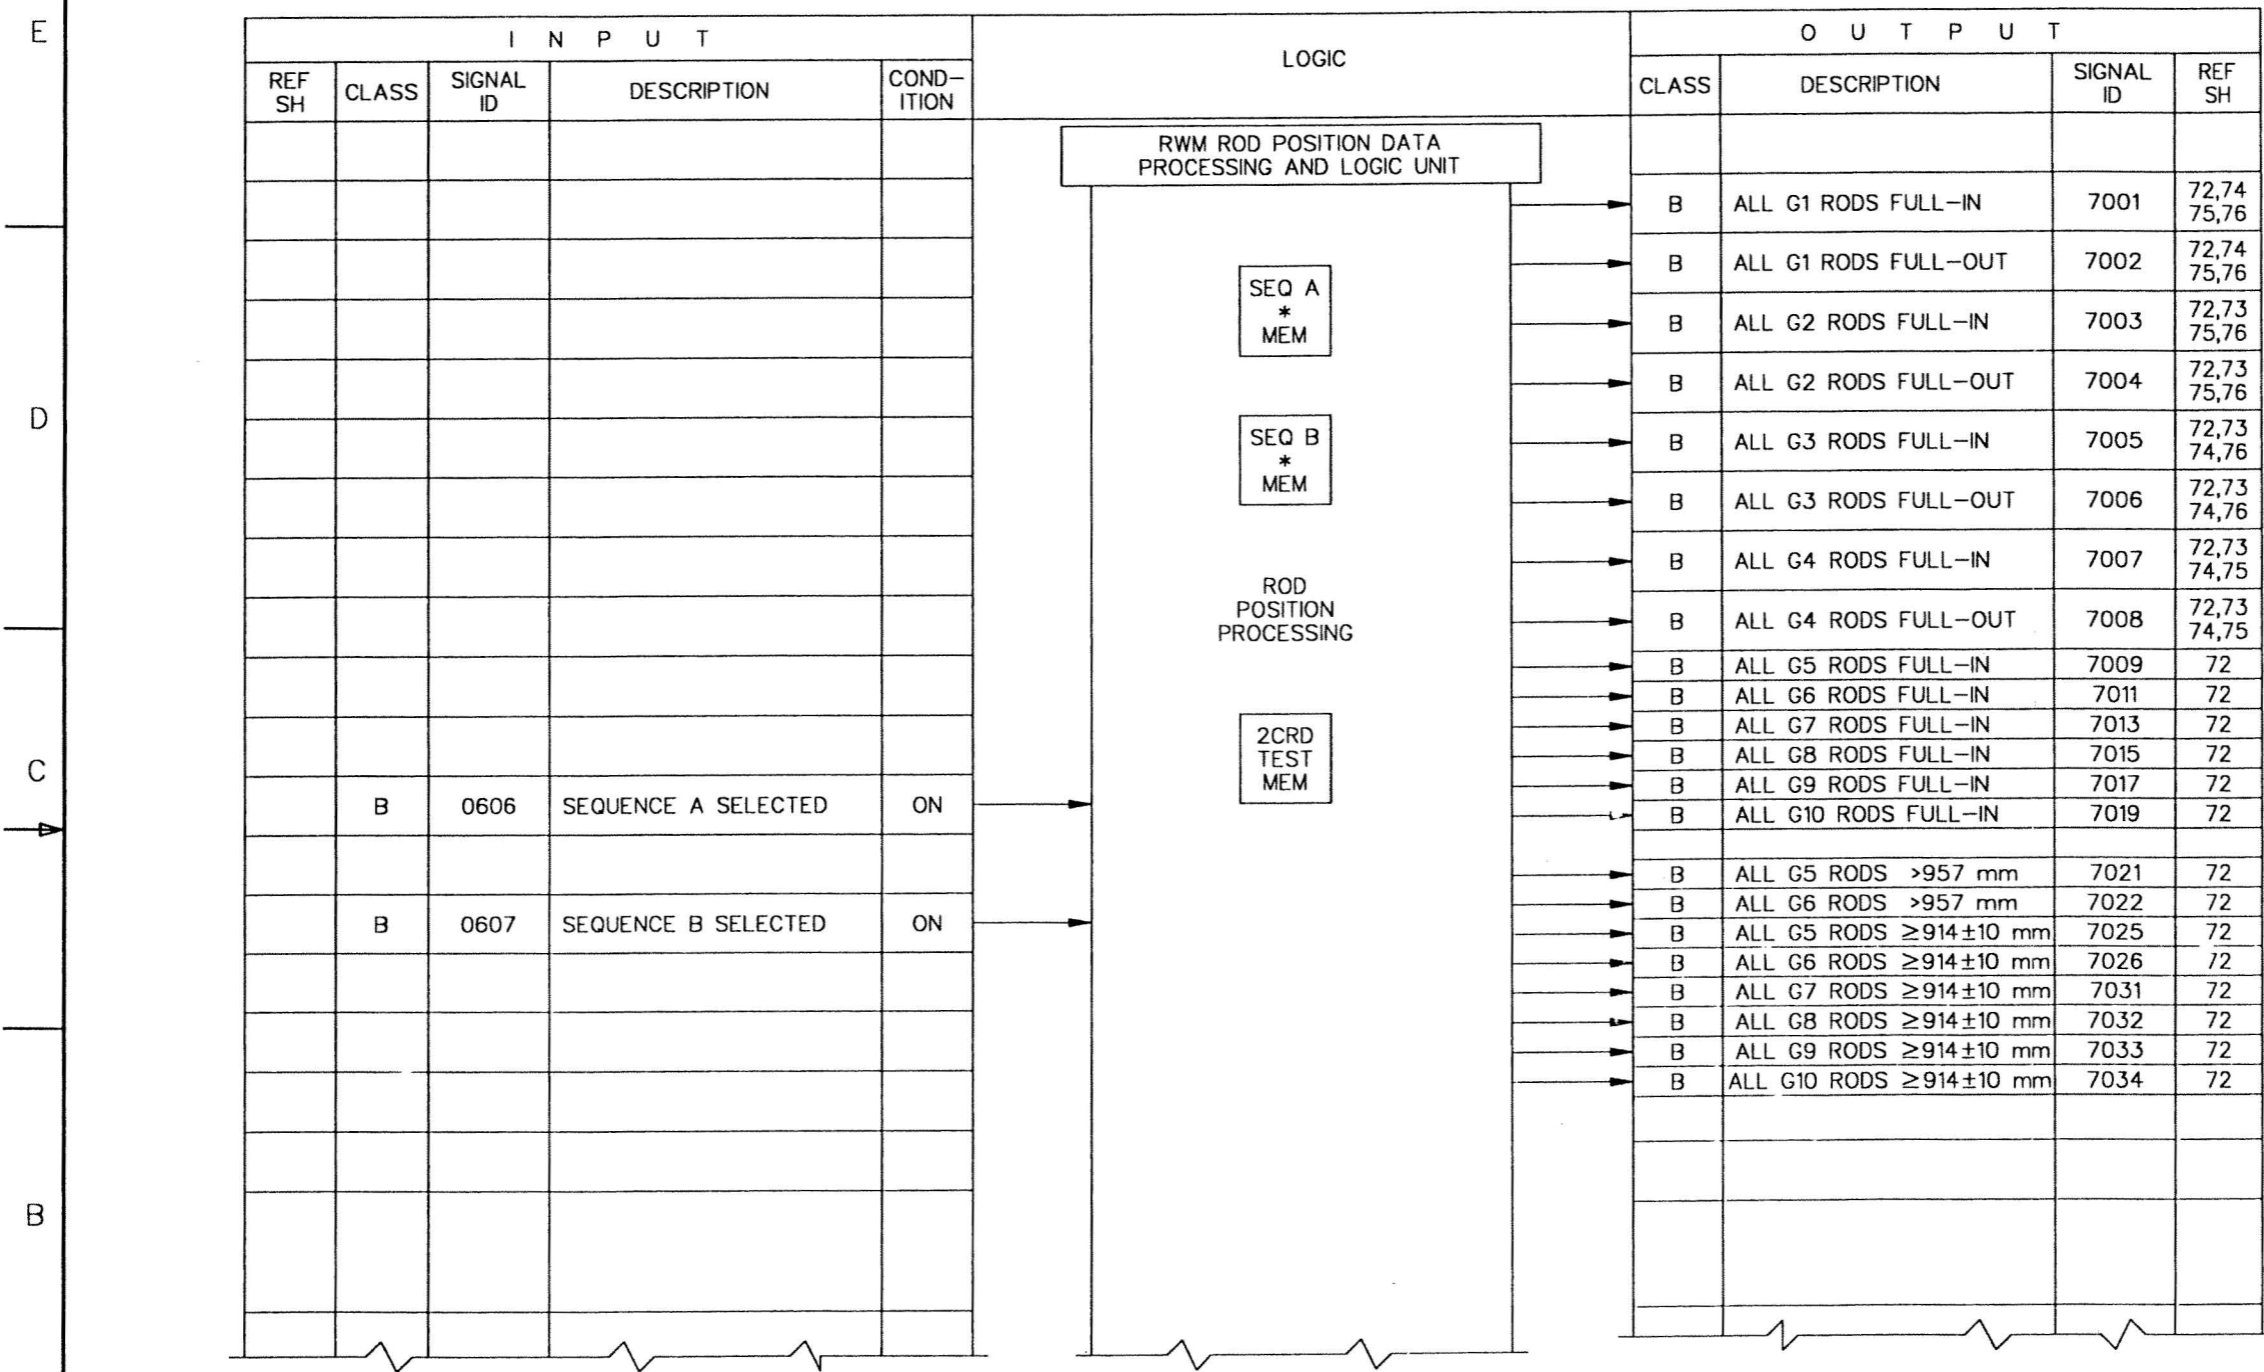 E
D
C
B
I N P U T
REF SH
CLASS
SIGNAL ID
DESCRIPTION
COND-ITION
B 0606 SEQUENCE A SELECTED ON
B 0607 SEQUENCE B SELECTED ON
LOGIC
RWM ROD POSITION DATA
PROCESSING AND LOGIC UNIT
SEQ A
*
MEM
SEQ B
*
MEM
ROD
POSITION
PROCESSING
2CRD
TEST
MEM
O U T P U T
CLASS
DESCRIPTION
SIGNAL ID
REF SH
B ALL G1 RODS FULL-IN 7001 72,74 75,76
B ALL G1 RODS FULL-OUT 7002 72,74 75,76
B ALL G2 RODS FULL-IN 7003 72,73 75,76
B ALL G2 RODS FULL-OUT 7004 72,73 75,76
B ALL G3 RODS FULL-IN 7005 72,73 74,76
B ALL G3 RODS FULL-OUT 7006 72,73 74,76
B ALL G4 RODS FULL-IN 7007 72,73 74,75
B ALL G4 RODS FULL-OUT 7008 72,73 74,75
B ALL G5 RODS FULL-IN 7009 72
B ALL G6 RODS FULL-IN 7011 72
B ALL G7 RODS FULL-IN 7013 72
B ALL G8 RODS FULL-IN 7015 72
B ALL G9 RODS FULL-IN 7017 72
B ALL G10 RODS FULL-IN 7019 72
B ALL G5 RODS >957 mm 7021 72
B ALL G6 RODS >957 mm 7022 72
B ALL G5 RODS ≥914±10 mm 7025 72
B ALL G6 RODS ≥914±10 mm 7026 72
B ALL G7 RODS ≥914±10 mm 7031 72
B ALL G8 RODS ≥914±10 mm 7032 72
B ALL G9 RODS ≥914±10 mm 7033 72
B ALL G10 RODS ≥914±10 mm 7034 72